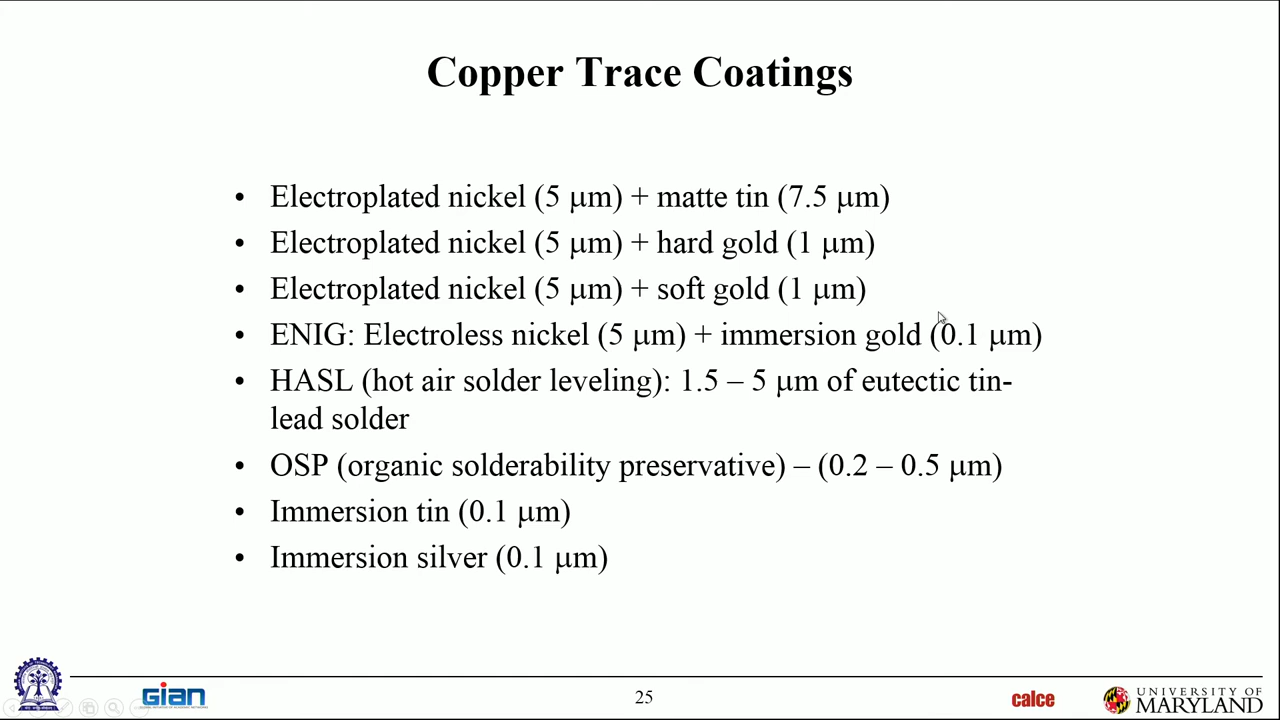 Copper Trace Coatings
• Electroplated nickel (5 μm) + matte tin (7.5 μm)
• Electroplated nickel (5 μm) + hard gold (1 μm)
• Electroplated nickel (5 μm) + soft gold (1 μm)
• ENIG: Electroless nickel (5 μm) + immersion gold (0.1 μm)
• HASL (hot air solder leveling): 1.5 – 5 μm of eutectic tin-
lead solder
• OSP (organic solderability preservative) – (0.2 – 0.5 μm)
• Immersion tin (0.1 μm)
• Immersion silver (0.1 μm)
GIAN
25
calce
UNIVERSITY OF
MARYLAND